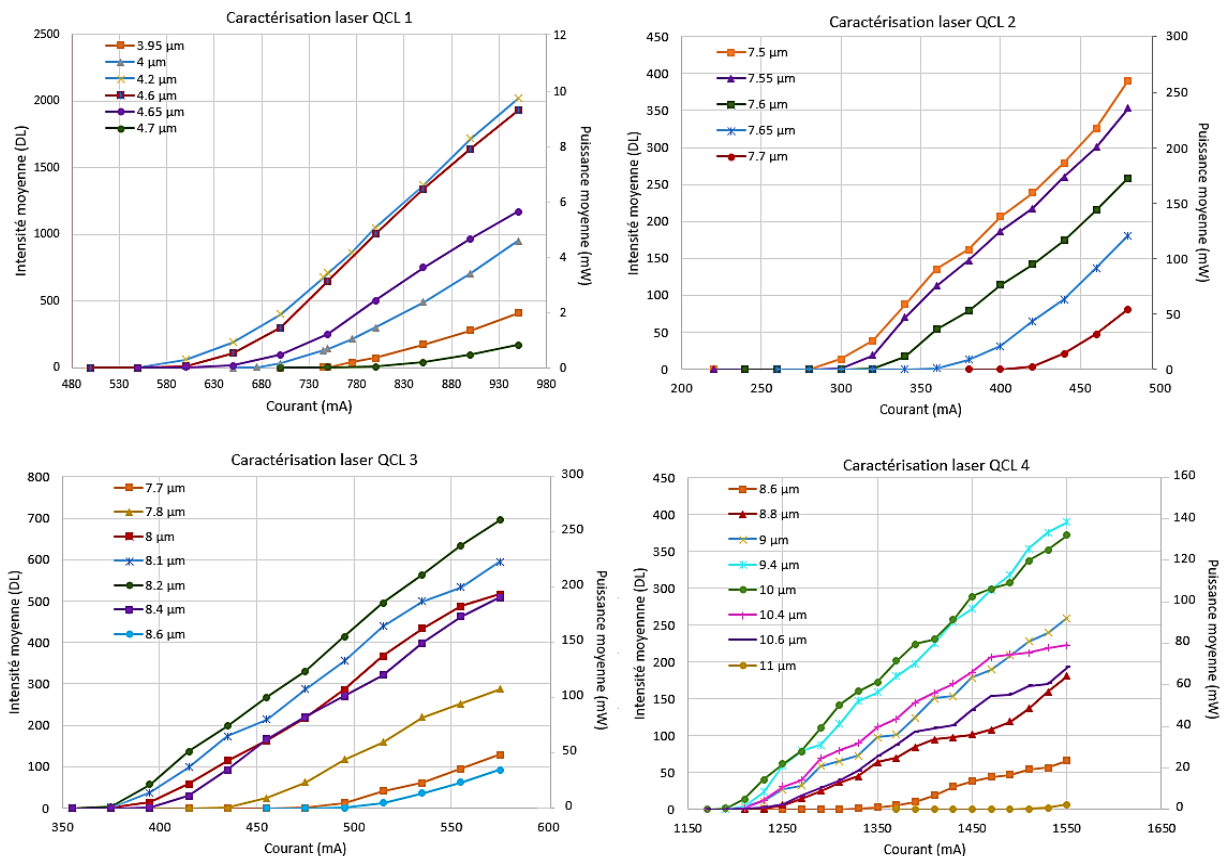 Caractérisation laser QCL 1
3.95 µm
4 µm
4.2 µm
4.6 µm
4.65 µm
4.7 µm
Intensité moyenne (DL)
2500
2000
1500
1000
500
0
Puissance moyenne (mW)
12
10
8
6
4
2
0
480 530 580 630 680 730 780 830 880 930 980
Courant (mA)
Caractérisation laser QCL 2
7.5 µm
7.55 µm
7.6 µm
7.65 µm
7.7 µm
Intensité moyenne (DL)
450
400
350
300
250
200
150
100
50
0
Puissance moyenne (mW)
300
250
200
150
100
50
0
200 250 300 350 400 450 500
Courant (mA)
Caractérisation laser QCL 3
7.7 µm
7.8 µm
8 µm
8.1 µm
8.2 µm
8.4 µm
8.6 µm
Intensité moyenne (DL)
800
700
600
500
400
300
200
100
0
Puissance moyenne (mW)
300
250
200
150
100
50
0
350 400 450 500 550 600
Courant (mA)
Caractérisation laser QCL 4
8.6 µm
8.8 µm
9 µm
9.4 µm
10 µm
10.4 µm
10.6 µm
11 µm
Intensité moyennne (DL)
450
400
350
300
250
200
150
100
50
0
Puissance moyenne (mW)
160
140
120
100
80
60
40
20
0
1150 1250 1350 1450 1550 1650
Courant (mA)